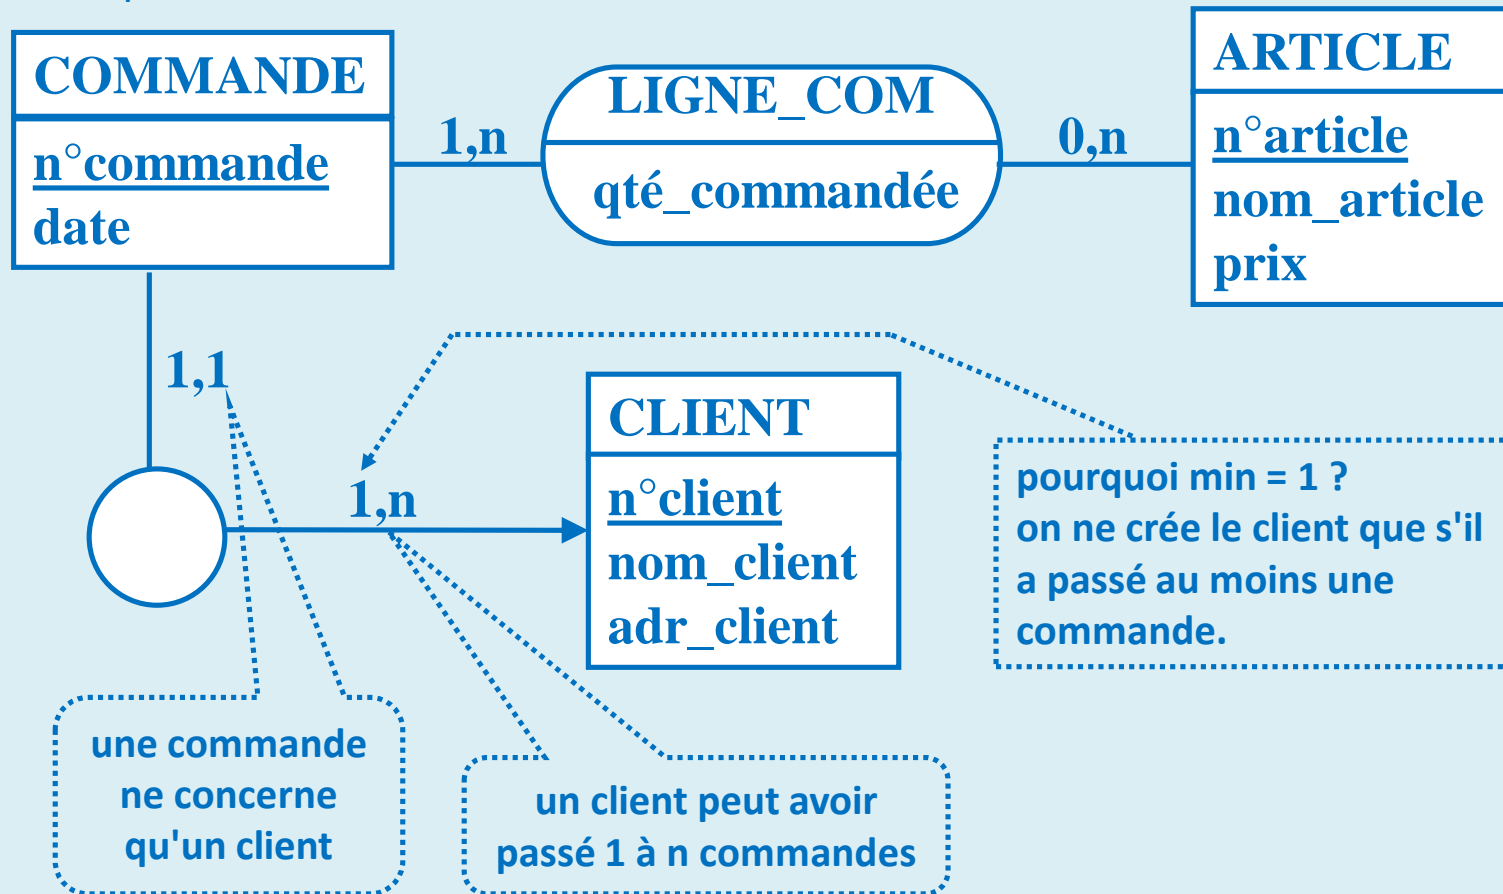 COMMANDE
n°commande
date
1,n
LIGNE_COM
qté_commandée
0,n
ARTICLE
n°article
nom_article
prix
1,1
1,n
CLIENT
n°client
nom_client
adr_client
pourquoi min = 1 ?
on ne crée le client que s'il
a passé au moins une
commande.
une commande
ne concerne
qu'un client
un client peut avoir
passé 1 à n commandes